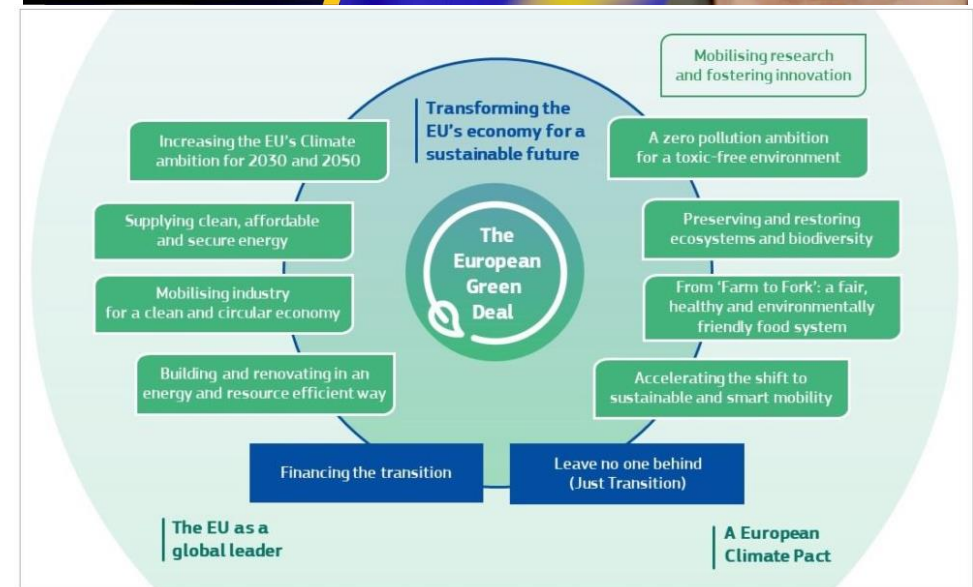 Mobilising research
and fostering innovation
Transforming the
EU's economy for a
sustainable future
Increasing the EU's Climate
ambition for 2030 and 2050
A zero pollution ambition
for a toxic-free environment
Supplying clean, affordable
and secure energy
Preserving and restoring
ecosystems and biodiversity
The
European
Green
Deal
Mobilising industry
for a clean and circular economy
From 'Farm to Fork': a fair,
healthy and environmentally
friendly food system
Building and renovating in an
energy and resource efficient way
Accelerating the shift to
sustainable and smart mobility
Financing the transition
Leave no one behind
(Just Transition)
The EU as a
global leader
A European
Climate Pact